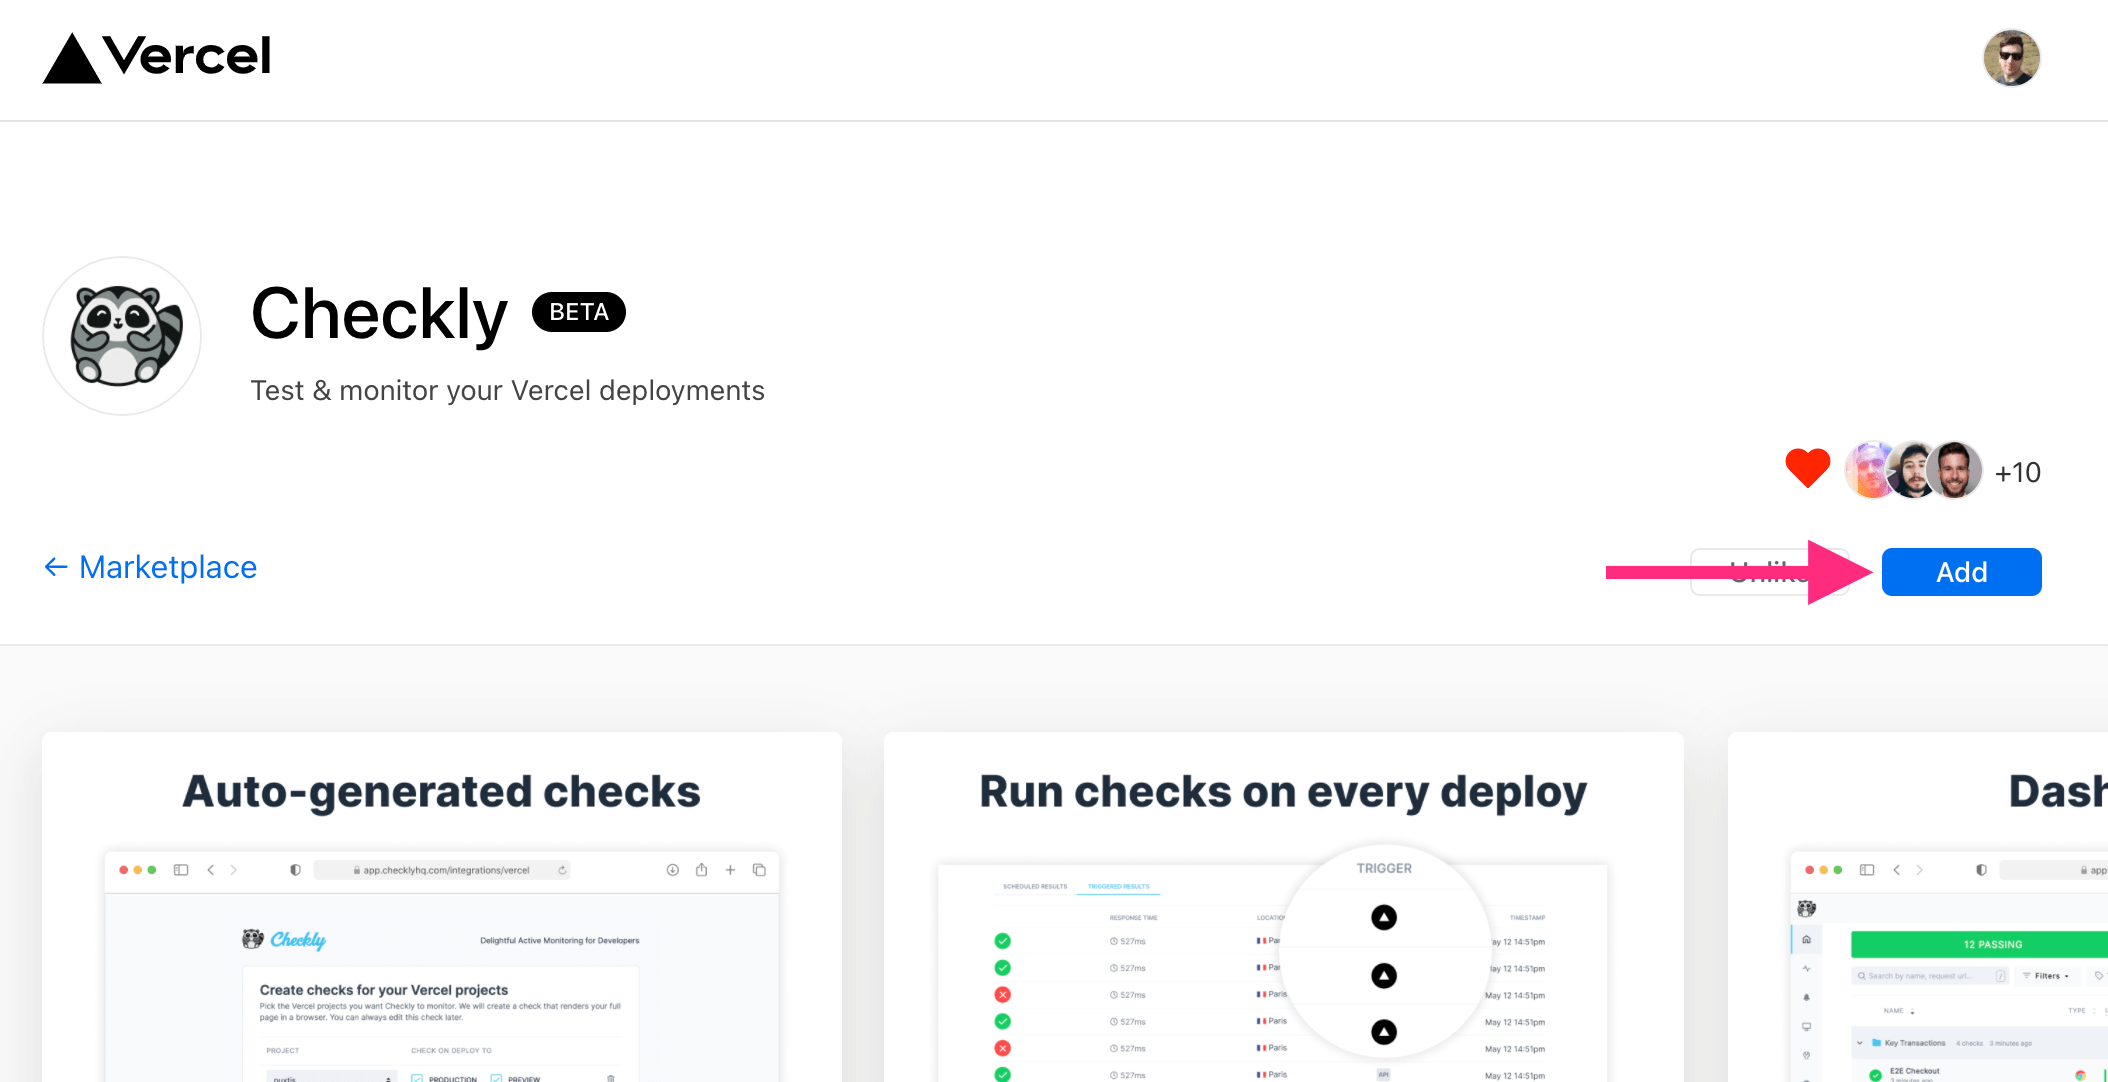 Vercel
Checkly BETA
Test & monitor your Vercel deployments
+10
← Marketplace
Unlike
Add
Auto-generated checks
app.checklyhq.com/integrations/vercel
Checkly
Delightful Active Monitoring for Developers
Create checks for your Vercel projects
Pick the Vercel projects you want Checkly to monitor. We will create a check that renders your full
page in a browser. You can always edit this check later.
PROJECT CHECK ON DEPLOY TO
nuxtjs PRODUCTION PREVIEW
Run checks on every deploy
SCHEDULED RESULTS TRIGGERED RESULTS
TRIGGER
RESPONSE TIME LOCATION TIMESTAMP
527ms Par ay 12 14:51pm
527ms Par lay 12 14:51pm
527ms Paris May 12 14:51pm
527ms Paris May 12 14:51pm
527ms Paris May 12 14:51pm
527ms Paris API May 12 14:51pm
Dash
app
12 PASSING
Search by name, request url... / Filters
NAME TYPE
Key Transactions 4 checks 3 minutes ago
E2E Checkout
3 minutes ago